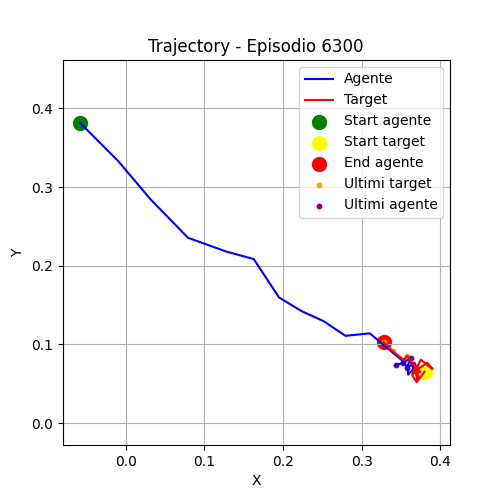 Trajectory - Episodio 6300
Agente
Target
Start agente
Start target
End agente
Ultimi target
Ultimi agente
Y
0.4
0.3
0.2
0.1
0.0
0.0
0.1
0.2
0.3
0.4
X